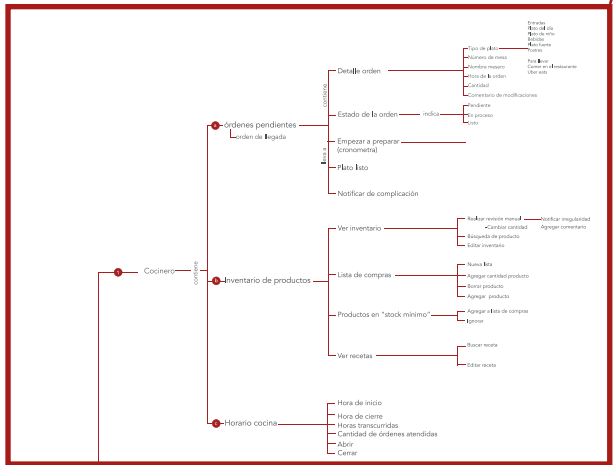 Entradas
Plato del día
Plato de niño
Bebidas
Plato fuerte
Postres
Tipo de plato
Número de mesa
Para llevar
Nombre mesero
Comer en el restaurante
Detalle orden
Uber eats
Hora de la orden
Cantidad
Comentario de modificaciones
contiene
Pendiente
Estado de la orden
indica
En proceso
Listo
a
órdenes pendientes
orden de llegada
Empezar a preparar
(cronometra)
lleva a
Plato listo
Notificar de complicación
Realizar revisión manual
Notificar irregularidad
Cambiar cantidad
Agregar comentario
Ver inventario
Búsqueda de producto
Editar inventario
1
Cocinero
contiene
Nueva lista
Lista de compras
Agregar cantidad producto
b
Inventario de productos
Borrar producto
Agregar producto
Productos en "stock mínimo"
Agregar a lista de compras
Ignorar
Buscar receta
Ver recetas
Editar receta
Hora de inicio
Hora de cierre
c
Horario cocina
Horas transcurridas
Cantidad de órdenes atendidas
Abrir
Cerrar